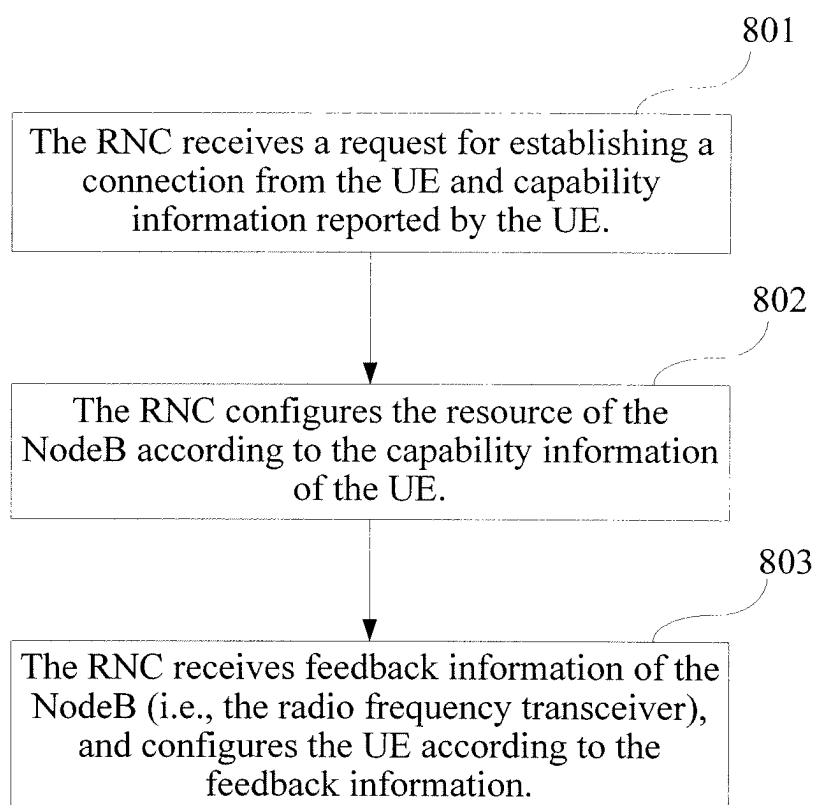 801
The RNC receives a request for establishing a
connection from the UE and capability
information reported by the UE.
802
The RNC configures the resource of the
NodeB according to the capability information
of the UE.
803
The RNC receives feedback information of the
NodeB (i.e., the radio frequency transceiver),
and configures the UE according to the
feedback information.